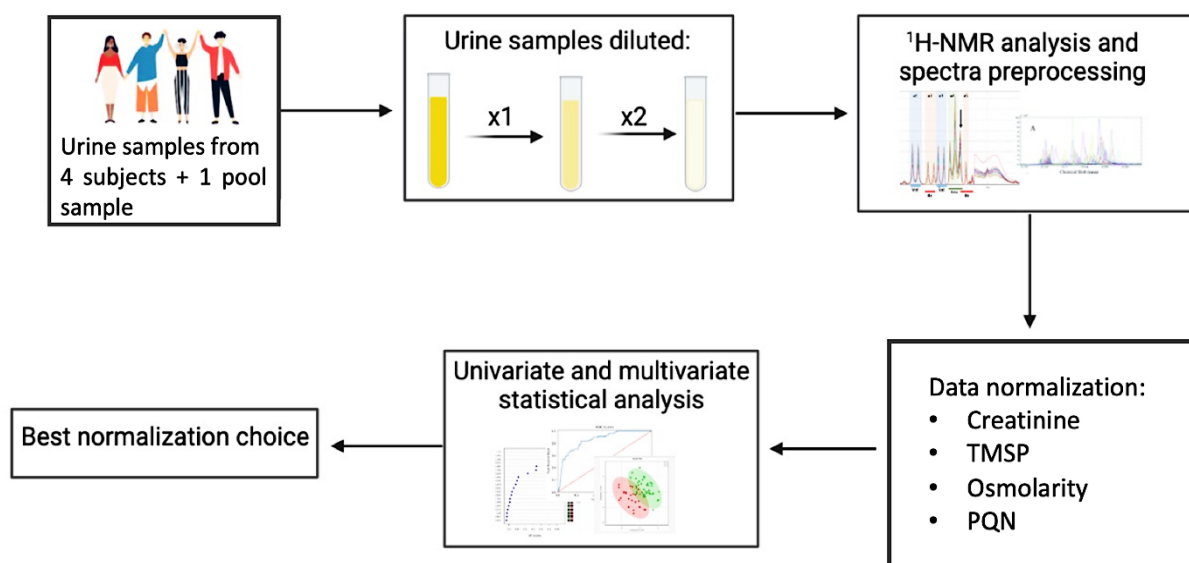 Urine samples from
4 subjects + 1 pool
sample
Urine samples diluted:
x1
x2
¹H-NMR analysis and
spectra preprocessing
A
Data normalization:
• Creatinine
• TMSP
• Osmolarity
• PQN
Univariate and multivariate
statistical analysis
Best normalization choice